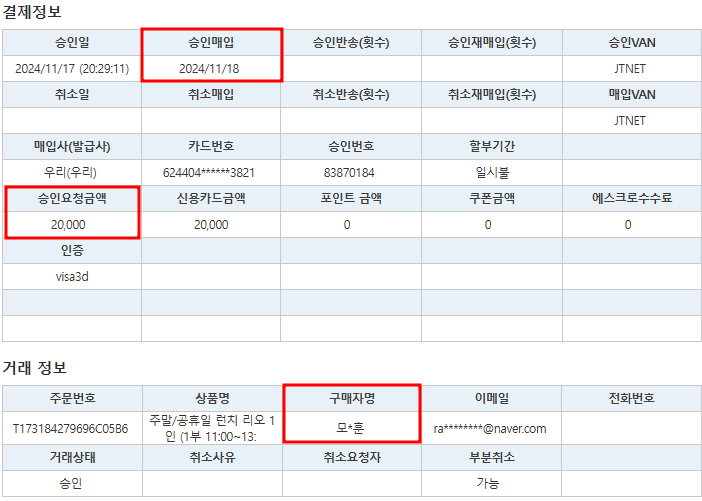 결제정보
승인일 승인매입 승인반송(횟수) 승인재매입(횟수) 승인VAN
2024/11/17 (20:29:11) 2024/11/18 JTNET
취소일 취소매입 취소반송(횟수) 취소재매입(횟수) 매입VAN
JTNET
매입사(발급사) 카드번호 승인번호 할부기간
우리(우리) 624404******3821 83870184 일시불
승인요청금액 신용카드금액 포인트 금액 쿠폰금액 에스크로수수료
20,000 20,000 0 0 0
인증
visa3d
거래 정보
주문번호 상품명 구매자명 이메일 전화번호
T173184279696C05B6 주말/공휴일 런치 리오 1 모*훈 ra********@naver.com
인 (1부 11:00~13:
거래상태 취소사유 취소요청자 부분취소
승인 가능